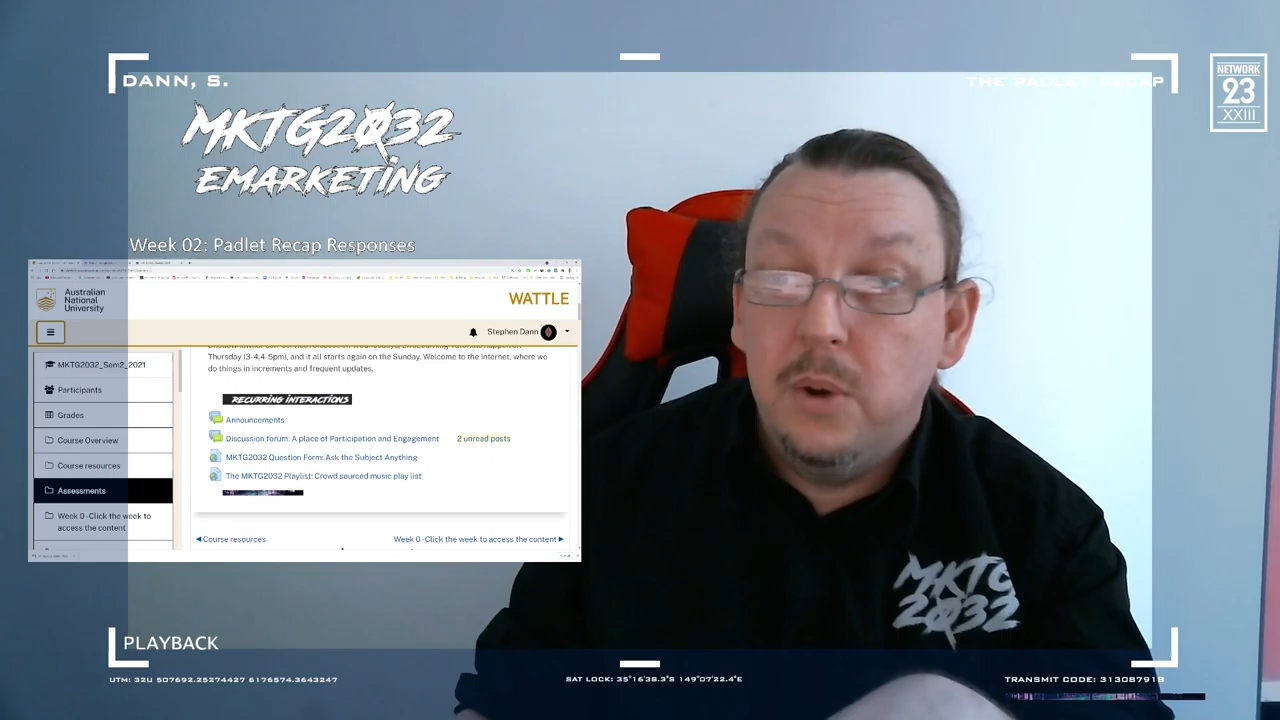 DANN, S.
THE PADLET RECAP
NETWORK
23
XXIII
MKTG2032
EMARKETING
Week 02: Padlet Recap Responses
Australian
National
University
WATTLE
Stephen Dann
Thursday (3-4,4-5pm), and it all starts again on the Sunday. Welcome to the Internet, where we
do things in increments and frequent updates.
MKTG2032_Sem2_2021
Participants
Grades
Course Overview
Course resources
Assessments
Week 0 -Click the week to
access the content
RECURRING INTERACTIONS
Announcements
Discussion forum: A place of Participation and Engagement 2 unread posts
MKTG2032 Question Form: Ask the Subject Anything
The MKTG2032 Playlist: Crowd sourced music play list
Course resources
Week 0 -Click the week to access the content
MKTG
2032
PLAYBACK
UTM: 32U 507692.25274427 6176574.3643247
SAT LOCK: 35°16'38.3"S 149°07'22.4"E
TRANSMIT CODE: 313087918